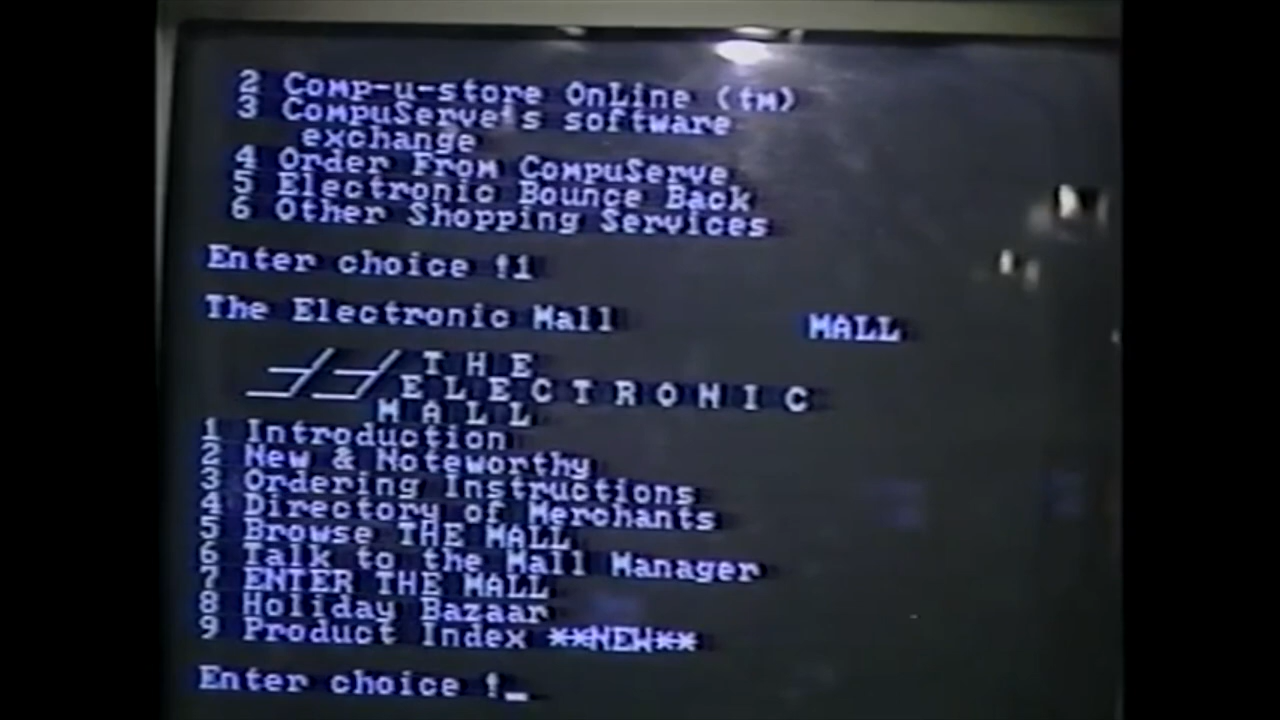 2 Comp-u-store OnLine (tm)
3 CompuServe's software
exchange
4 Order From CompuServe
5 Electronic Bounce Back
6 Other Shopping Services
Enter choice !1
The Electronic Mall MALL
THE
ELECTRONIC
MALL
1 Introduction
2 New & Noteworthy
3 Ordering Instructions
4 Directory of Merchants
5 Browse THE MALL
6 Talk to the Mall Manager
7 ENTER THE MALL
8 Holiday Bazaar
9 Product Index **NEW**
Enter choice !_